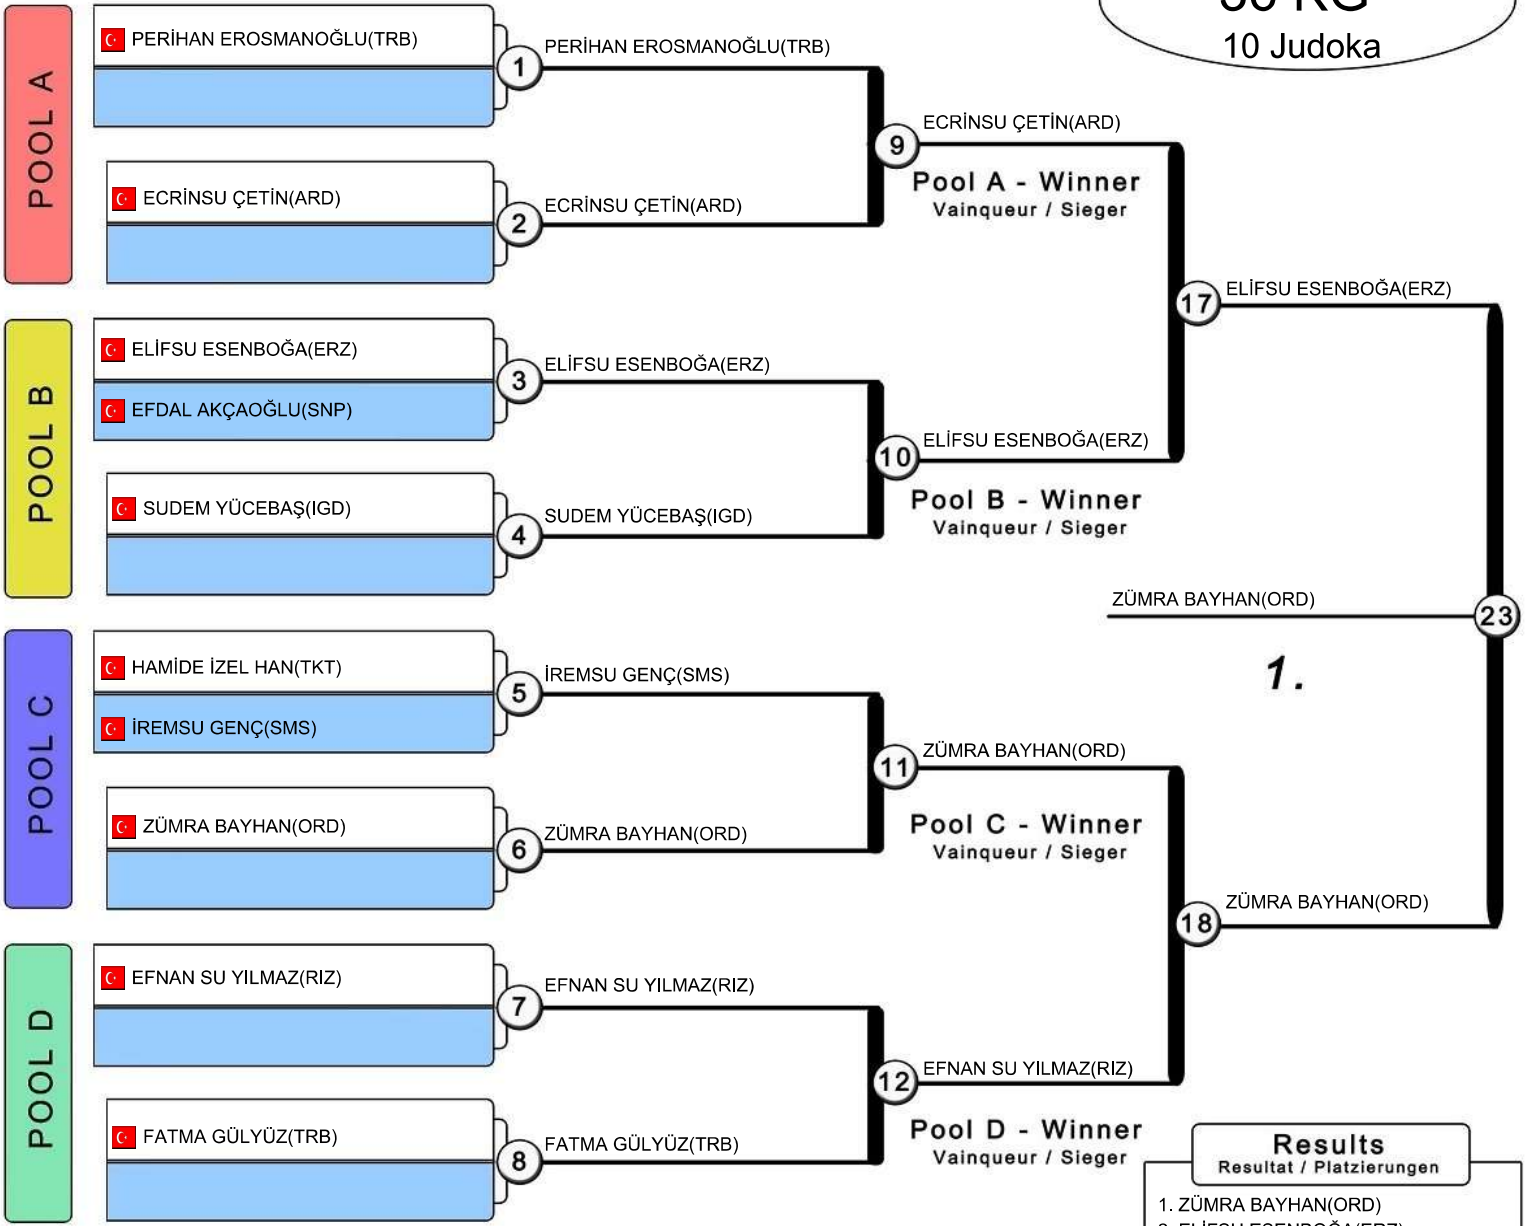 KG
10 Judoka
POOL A
PERİHAN EROSMANOĞLU(TRB)
1
PERİHAN EROSMANOĞLU(TRB)
ECRİNSU ÇETİN(ARD)
2
ECRİNSU ÇETİN(ARD)
9
ECRİNSU ÇETİN(ARD)
Pool A - Winner
Vainqueur / Sieger
POOL B
ELİFSU ESENBOĞA(ERZ)
EFDAL AKÇAOĞLU(SNP)
3
ELİFSU ESENBOĞA(ERZ)
SUDEM YÜCEBAŞ(IGD)
4
SUDEM YÜCEBAŞ(IGD)
10
ELİFSU ESENBOĞA(ERZ)
Pool B - Winner
Vainqueur / Sieger
17
ELİFSU ESENBOĞA(ERZ)
ZÜMRA BAYHAN(ORD)
23
1.
POOL C
HAMİDE İZEL HAN(TKT)
İREMSU GENÇ(SMS)
5
İREMSU GENÇ(SMS)
ZÜMRA BAYHAN(ORD)
6
ZÜMRA BAYHAN(ORD)
11
ZÜMRA BAYHAN(ORD)
Pool C - Winner
Vainqueur / Sieger
18
ZÜMRA BAYHAN(ORD)
POOL D
EFNAN SU YILMAZ(RIZ)
7
EFNAN SU YILMAZ(RIZ)
FATMA GÜLYÜZ(TRB)
8
FATMA GÜLYÜZ(TRB)
12
EFNAN SU YILMAZ(RIZ)
Pool D - Winner
Vainqueur / Sieger
Results
Resultat / Platzierungen
1. ZÜMRA BAYHAN(ORD)
2. ELİFSU ESENBOĞA(ERZ)